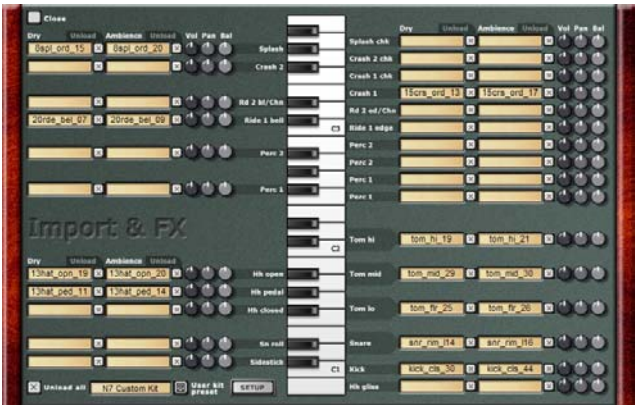 Close
Dry Unload Ambience Unload Vol Pan Bal
8spl_ord_15 8spl_ord_20 Splash
Crash 2
Rd 2 bl/Chn
20rde_bel_07 20rde_bel_09 Ride 1 bell
Perc 2
Perc 1
Import & FX
Dry Unload Ambience Unload
13hat_opn_19 13hat_opn_20 Hh open
13hat_ped_11 13hat_ped_14 Hh pedal
Hh closed
Sn roll
Sidestick
Unload all N7 Custom Kit User kit preset SETUP
C3
C2
C1
Dry Unload Ambience Unload Vol Pan Bal
Splash chk
Crash 2 chk
Crash 1 chk
Crash 1 15crs_ord_13 15crs_ord_17
Rd 2 ed/Chn
Ride 1 edge
Perc 2
Perc 2
Perc 1
Perc 1
Tom hi tom_hi_19 tom_hi_21
Tom mid tom_mid_29 tom_mid_30
Tom lo tom_flr_25 tom_flr_26
Snare snr_rim_l14 snr_rim_l16
Kick kick_cls_30 kick_cls_44
Hh gliss